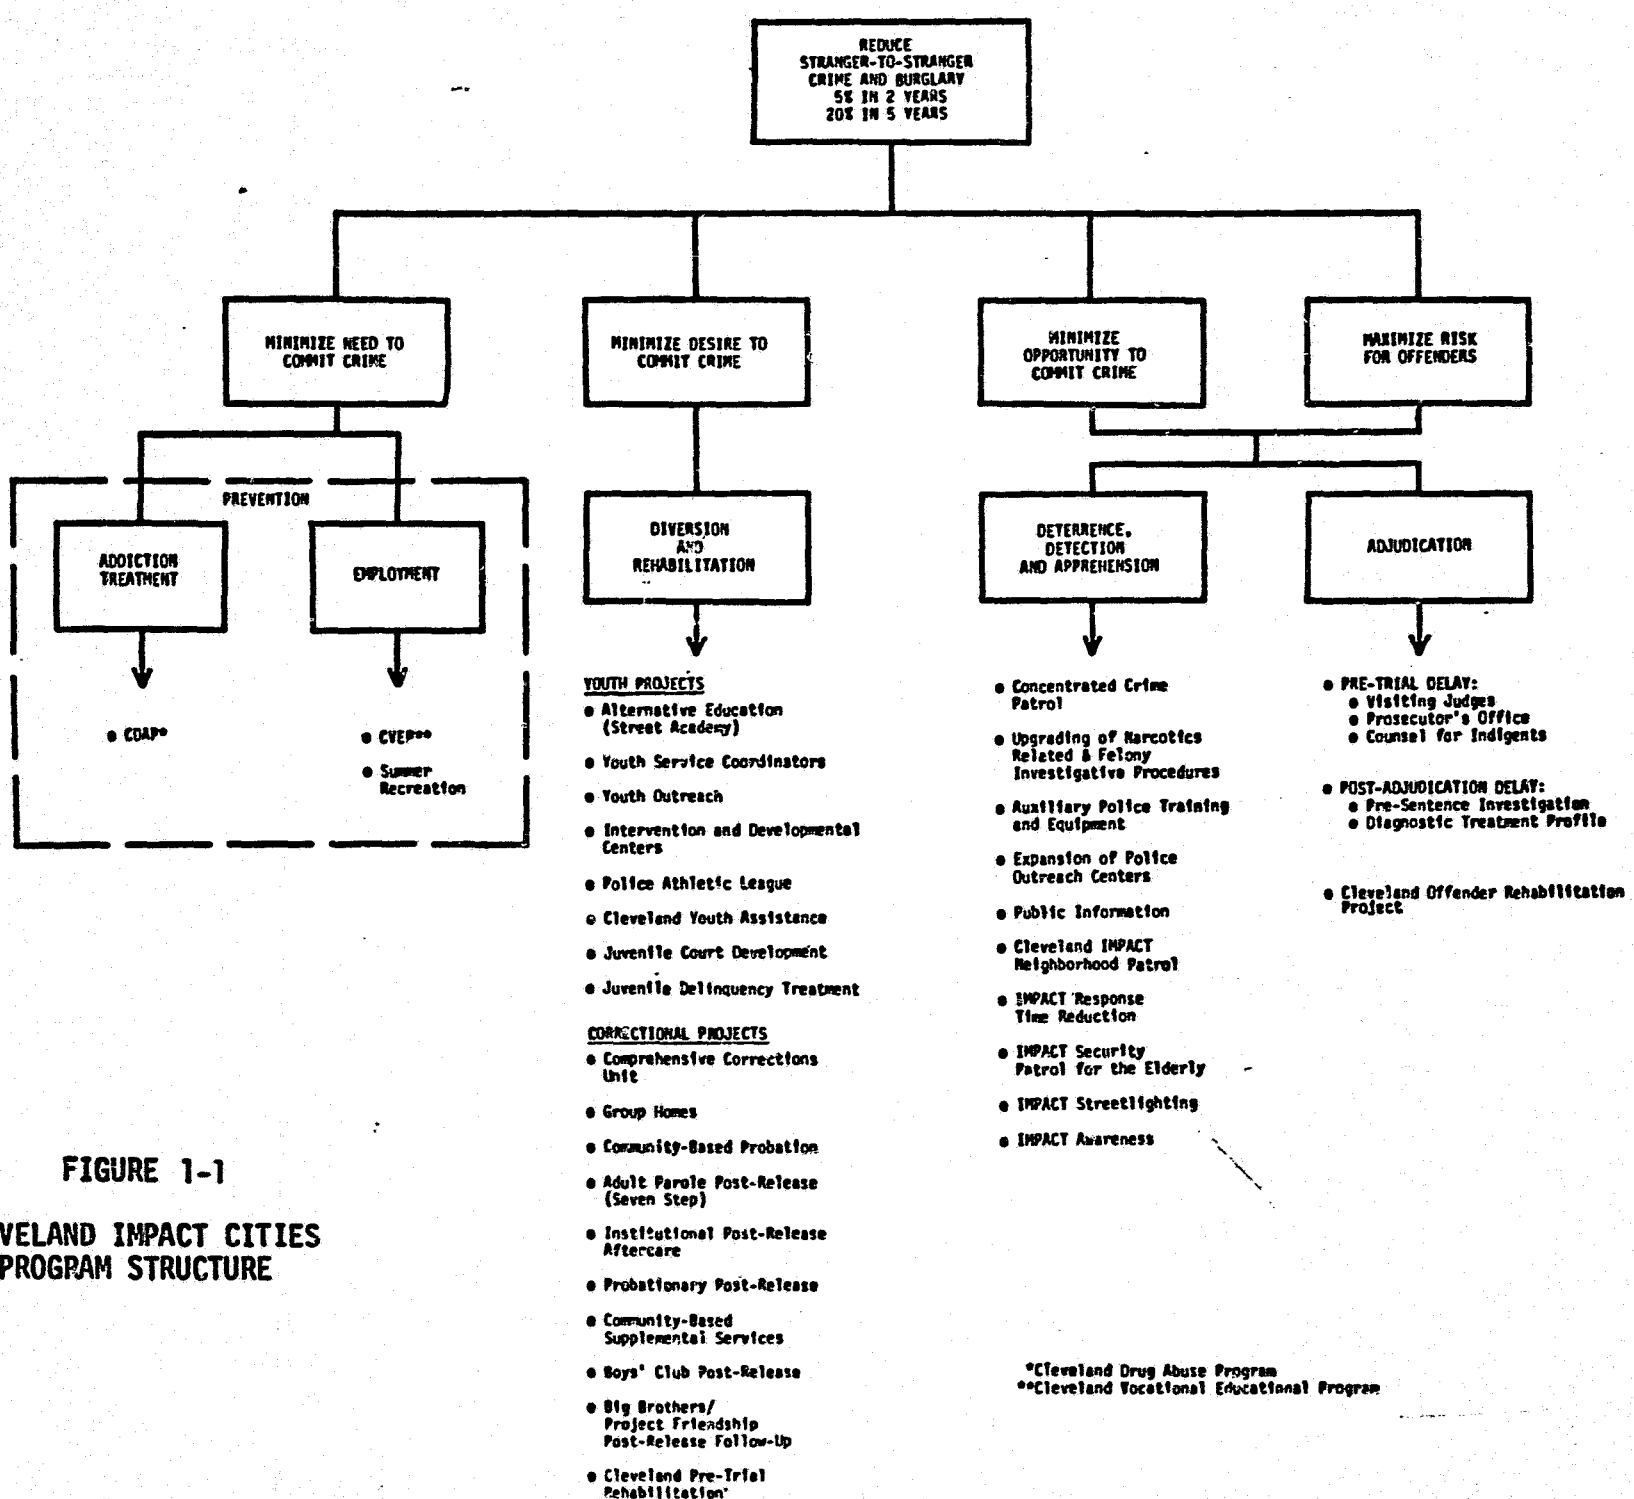 REDUCE
STRANGER-TO-STRANGER
CRIME AND BURGLARY
5% IN 2 YEARS
20% IN 5 YEARS
MINIMIZE NEED TO
COMMIT CRIME
MINIMIZE DESIRE TO
COMMIT CRIME
MINIMIZE
OPPORTUNITY TO
COMMIT CRIME
MAXIMIZE RISK
FOR OFFENDERS
PREVENTION
ADDICTION
TREATMENT
EMPLOYMENT
DIVERSION
AND
REHABILITATION
DETERRENCE,
DETECTION
AND APPREHENSION
ADJUDICATION
● CDAP*
● CVEP**
● Summer
Recreation
YOUTH PROJECTS
● Alternative Education
(Street Academy)
● Youth Service Coordinators
● Youth Outreach
● Intervention and Developmental
Centers
● Police Athletic League
● Cleveland Youth Assistance
● Juvenile Court Development
● Juvenile Delinquency Treatment
CORRECTIONAL PROJECTS
● Comprehensive Corrections
Unit
● Group Homes
● Community-Based Probation
● Adult Parole Post-Release
(Seven Step)
● Institutional Post-Release
Aftercare
● Probationary Post-Release
● Community-Based
Supplemental Services
● Boys' Club Post-Release
● Big Brothers/
Project Friendship
Post-Release Follow-Up
● Cleveland Pre-Trial
Rehabilitation
● Concentrated Crime
Patrol
● Upgrading of Narcotics
Related & Felony
Investigative Procedures
● Auxiliary Police Training
and Equipment
● Expansion of Police
Outreach Centers
● Public Information
● Cleveland IMPACT
Neighborhood Patrol
● IMPACT Response
Time Reduction
● IMPACT Security
Patrol for the Elderly
● IMPACT Streetlighting
● IMPACT Awareness
● PRE-TRIAL DELAY:
● Visiting Judges
● Prosecutor's Office
● Counsel for Indigents
● POST-ADJUDICATION DELAY:
● Pre-Sentence Investigation
● Diagnostic Treatment Profile
● Cleveland Offender Rehabilitation
Project
FIGURE 1-1
VELAND IMPACT CITIES
PROGRAM STRUCTURE
*Cleveland Drug Abuse Program
**Cleveland Vocational Educational Program